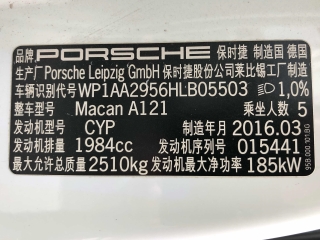 品牌 PORSCHE 保时捷 制造国 德国
生产厂 Porsche Leipzig GmbH 保时捷股份公司莱比锡工厂制造
车辆识别代号 WP1AA2956HLB05503 1,0%
整车型号 Macan A121 乘坐人数 5
发动机型号 CYP 制造年月 2016.03
发动机排量 1984cc 发动机序列号 015441
最大允许总质量 2510kg 发动机最大净功率 185kW
95B.000.101.BG